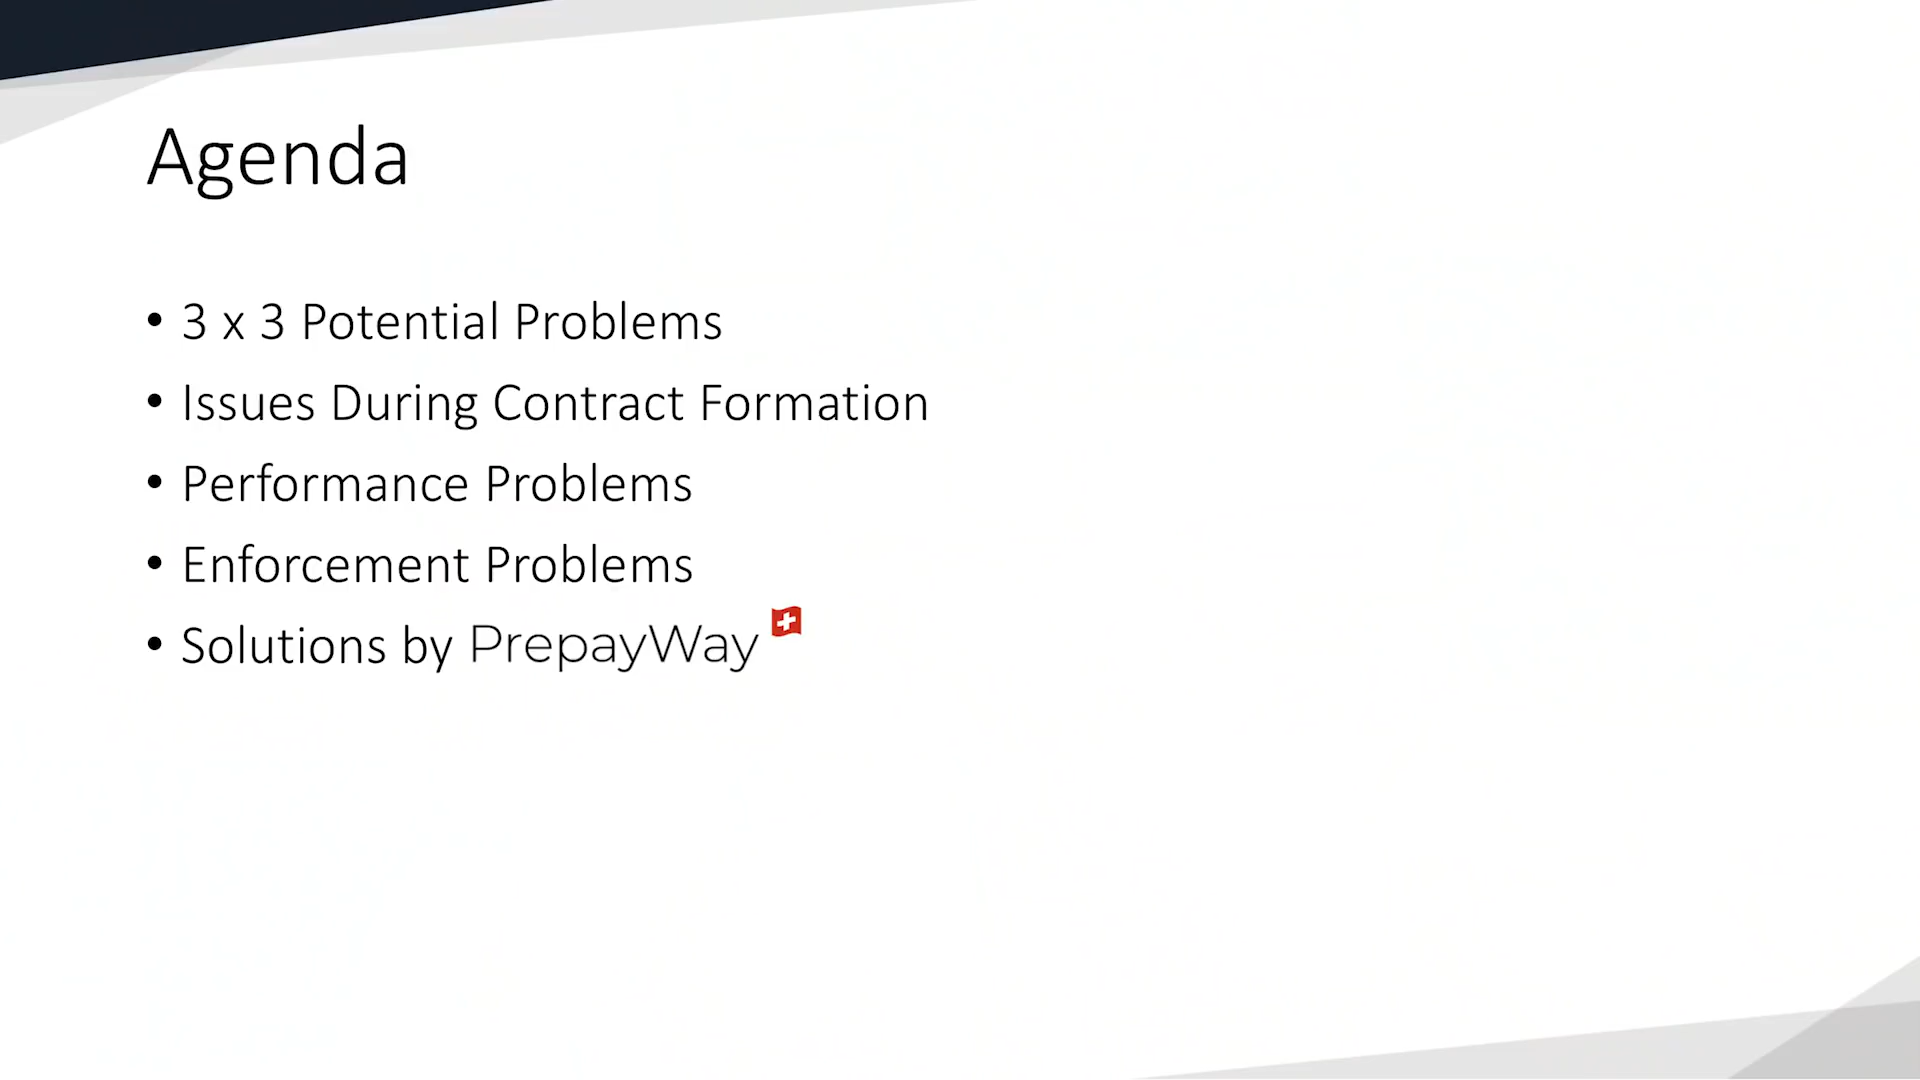 Agenda
• 3 x 3 Potential Problems
• Issues During Contract Formation
• Performance Problems
• Enforcement Problems
• Solutions by PrepayWay